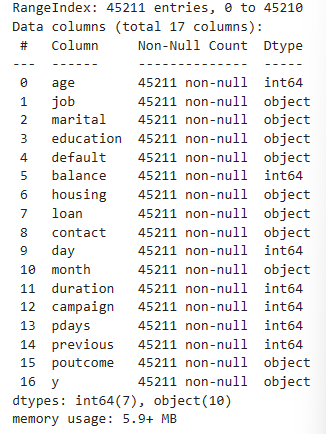 RangeIndex: 45211 entries, 0 to 45210
Data columns (total 17 columns):
 #   Column     Non-Null Count  Dtype
---  ------     --------------  -----
 0   age        45211 non-null  int64
 1   job        45211 non-null  object
 2   marital    45211 non-null  object
 3   education  45211 non-null  object
 4   default    45211 non-null  object
 5   balance    45211 non-null  int64
 6   housing    45211 non-null  object
 7   loan       45211 non-null  object
 8   contact    45211 non-null  object
 9   day        45211 non-null  int64
 10  month      45211 non-null  object
 11  duration   45211 non-null  int64
 12  campaign   45211 non-null  int64
 13  pdays      45211 non-null  int64
 14  previous   45211 non-null  int64
 15  poutcome   45211 non-null  object
 16  y          45211 non-null  object
dtypes: int64(7), object(10)
memory usage: 5.9+ MB